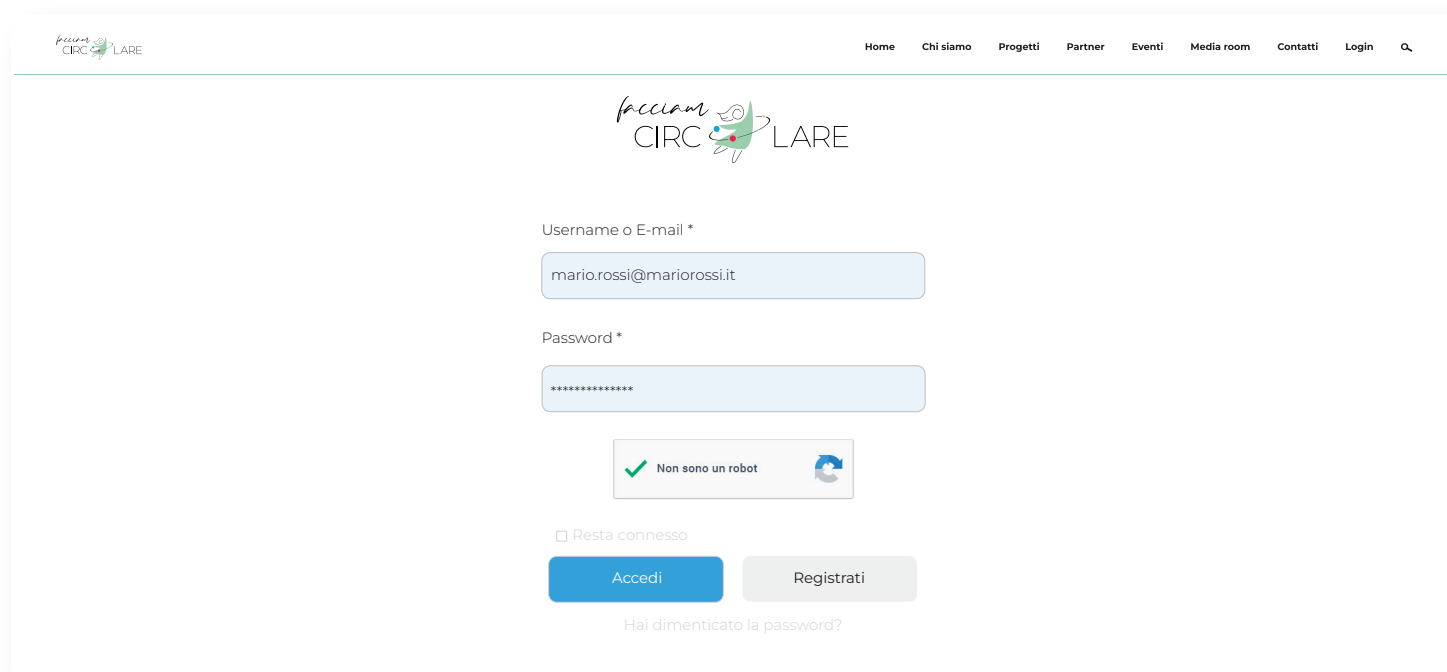 facciam
CIRC LARE
Home Chi siamo Progetti Partner Eventi Media room Contatti Login
facciam
CIRC LARE
Username o E-mail *
mario.rossi@mariorossi.it
Password *
**************
Non sono un robot
Resta connesso
Accedi Registrati
Hai dimenticato la password?